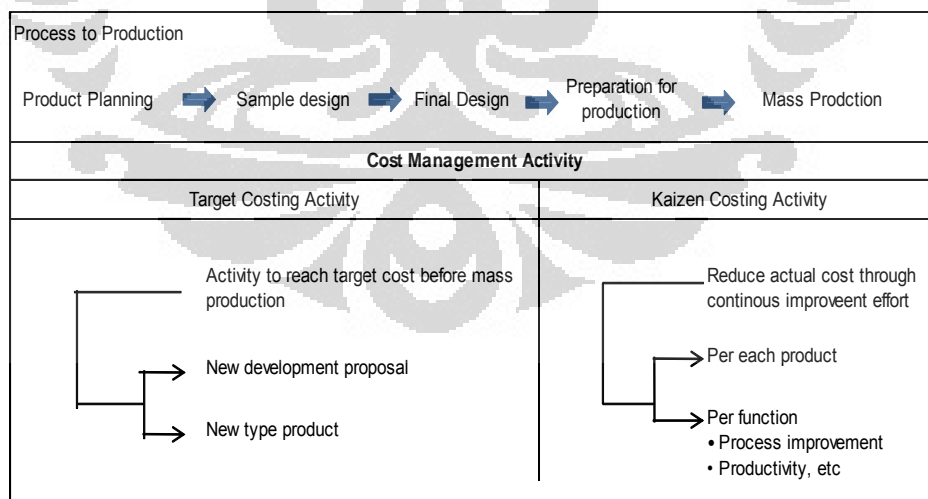 Process to Production
Product Planning Sample design Final Design Preparation for production Mass Prodction
Cost Management Activity
Target Costing Activity Kaizen Costing Activity
Activity to reach target cost before mass
production
Reduce actual cost through
continous improveent effort
New development proposal
New type product
Per each product
Per function
• Process improvement
• Productivity, etc